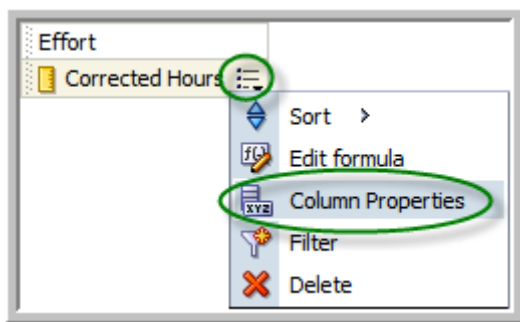 Effort
Corrected Hours
Sort
Edit formula
Column Properties
Filter
Delete